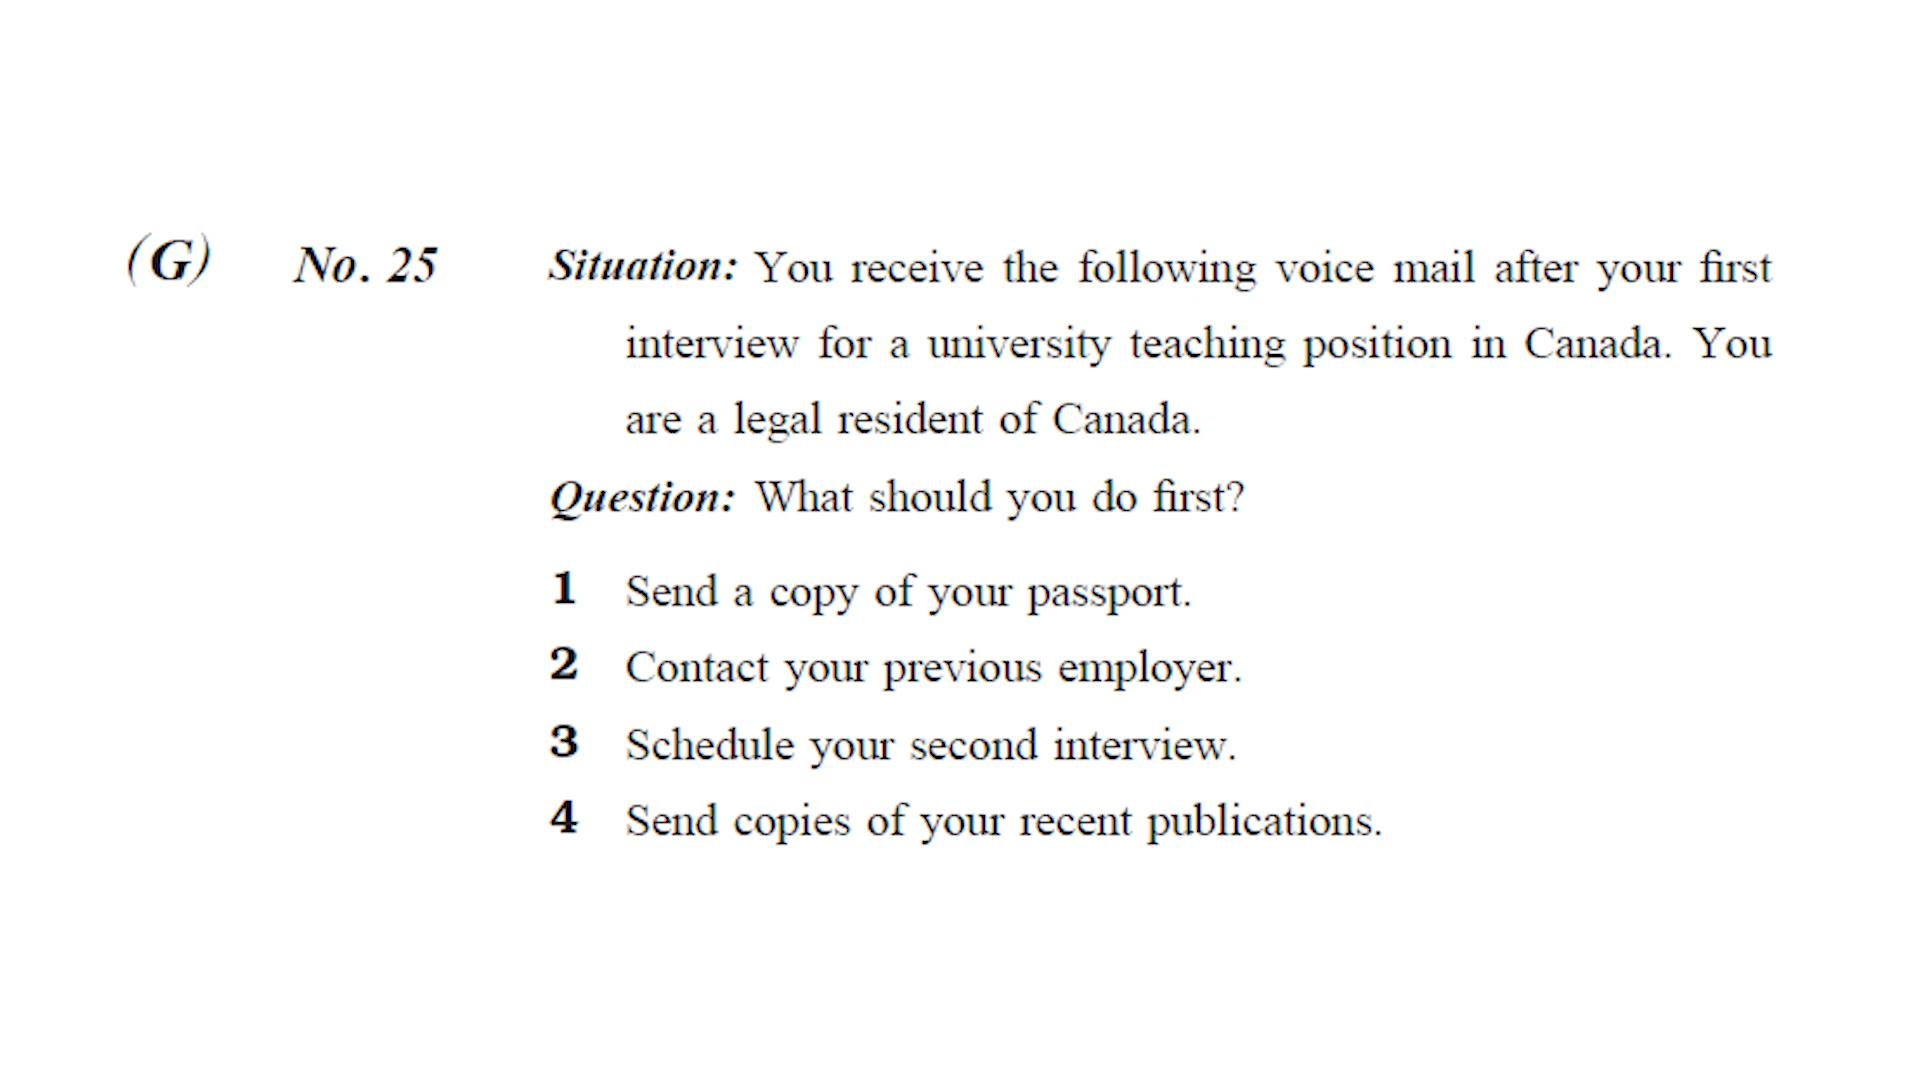 (G) No. 25 Situation: You receive the following voice mail after your first
interview for a university teaching position in Canada. You
are a legal resident of Canada.
Question: What should you do first?
1 Send a copy of your passport.
2 Contact your previous employer.
3 Schedule your second interview.
4 Send copies of your recent publications.